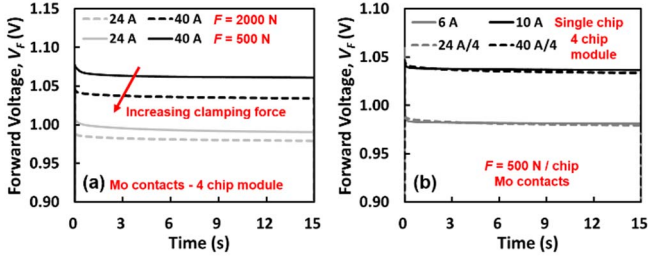 Forward Voltage, V_F (V)
1.15
1.10
1.05
1.00
0.95
0.90
24 A 40 A F = 2000 N
24 A 40 A F = 500 N
Increasing clamping force
(a) Mo contacts - 4 chip module
0 3 6 9 12 15
Time (s)
Forward Voltage, V_F (V)
1.10
1.05
1.00
0.95
0.90
6 A 10 A Single chip
24 A/4 40 A/4 4 chip
module
F = 500 N / chip
(b) Mo contacts
0 3 6 9 12 15
Time (s)